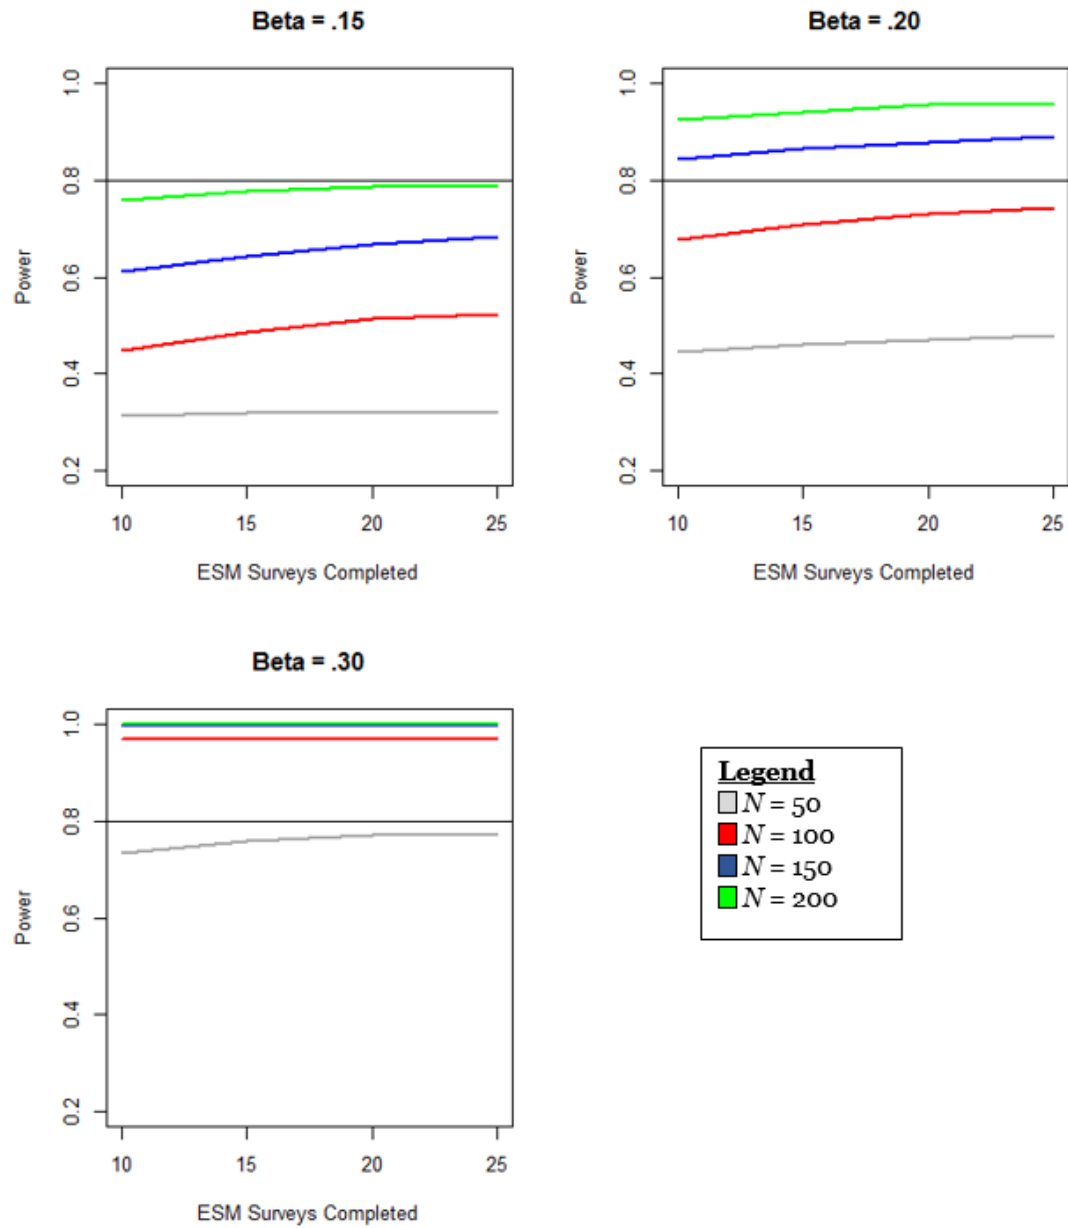 Beta = .15
1.0
0.8
0.6
0.4
0.2
Power
10 15 20 25
ESM Surveys Completed
Beta = .20
1.0
0.8
0.6
0.4
0.2
Power
10 15 20 25
ESM Surveys Completed
Beta = .30
1.0
0.8
0.6
0.4
0.2
Power
10 15 20 25
ESM Surveys Completed
Legend
N = 50
N = 100
N = 150
N = 200